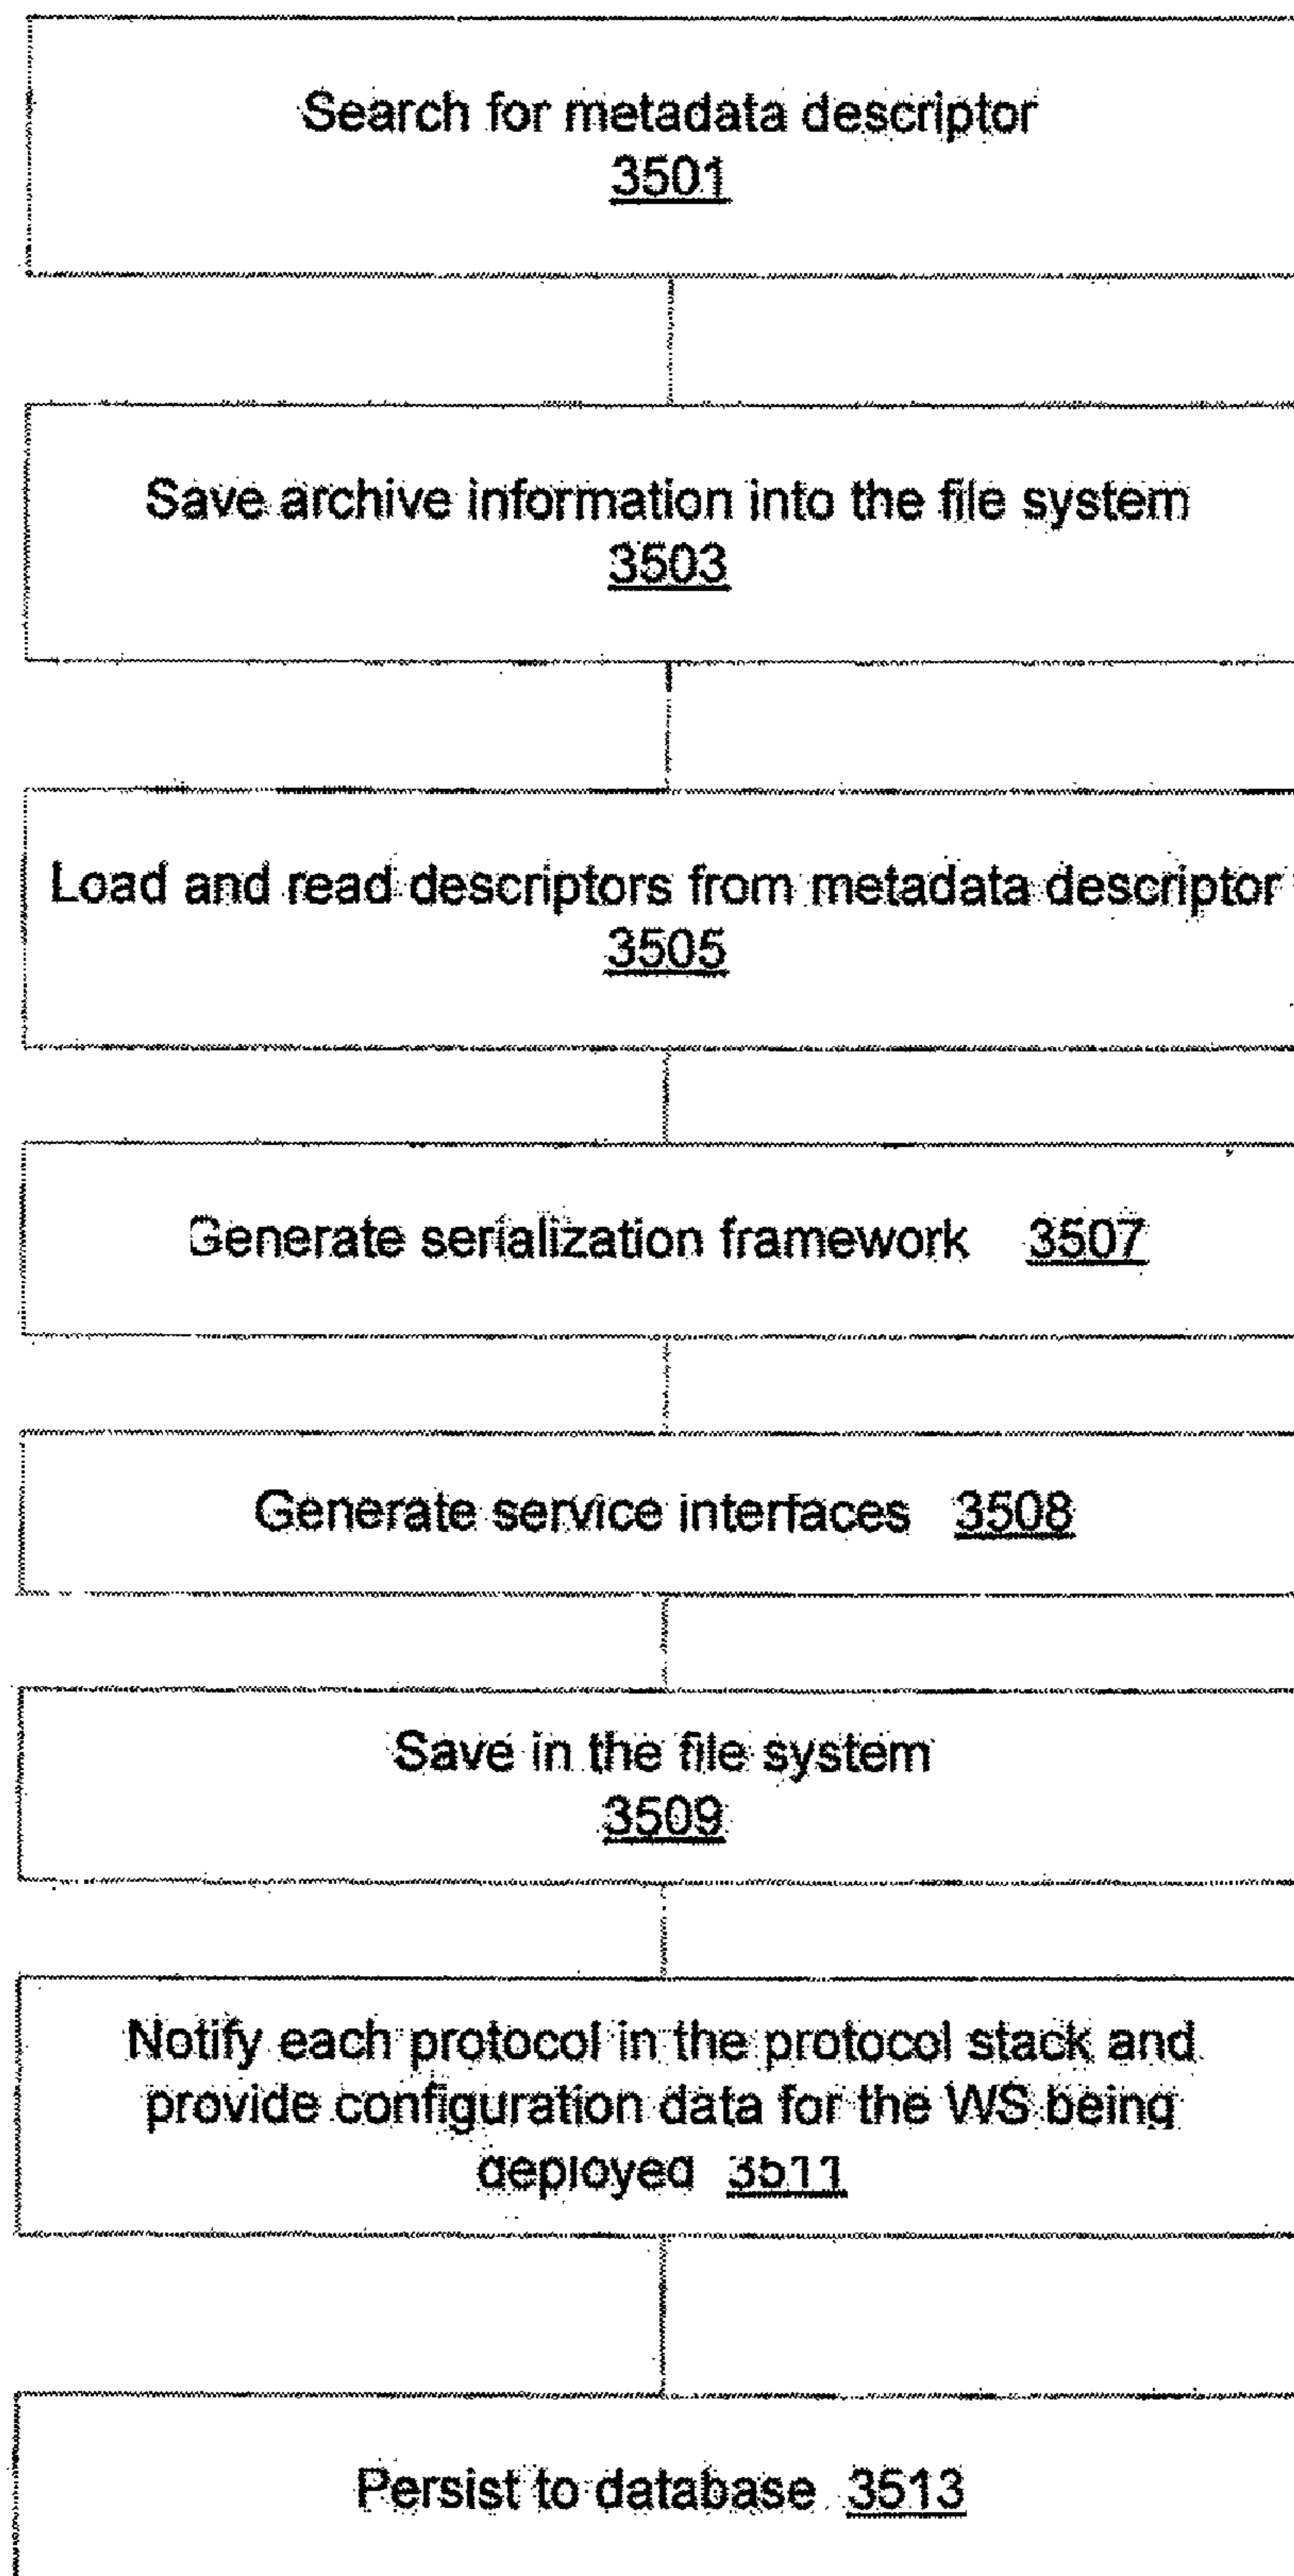 Search for metadata descriptor
3501
Save archive information into the file system
3503
Load and read descriptors from metadata descriptor
3505
Generate serialization framework 3507
Generate service interfaces 3508
Save in the file system
3509
Notify each protocol in the protocol stack and
provide configuration data for the WS being
deployed 3511
Persist to database 3513